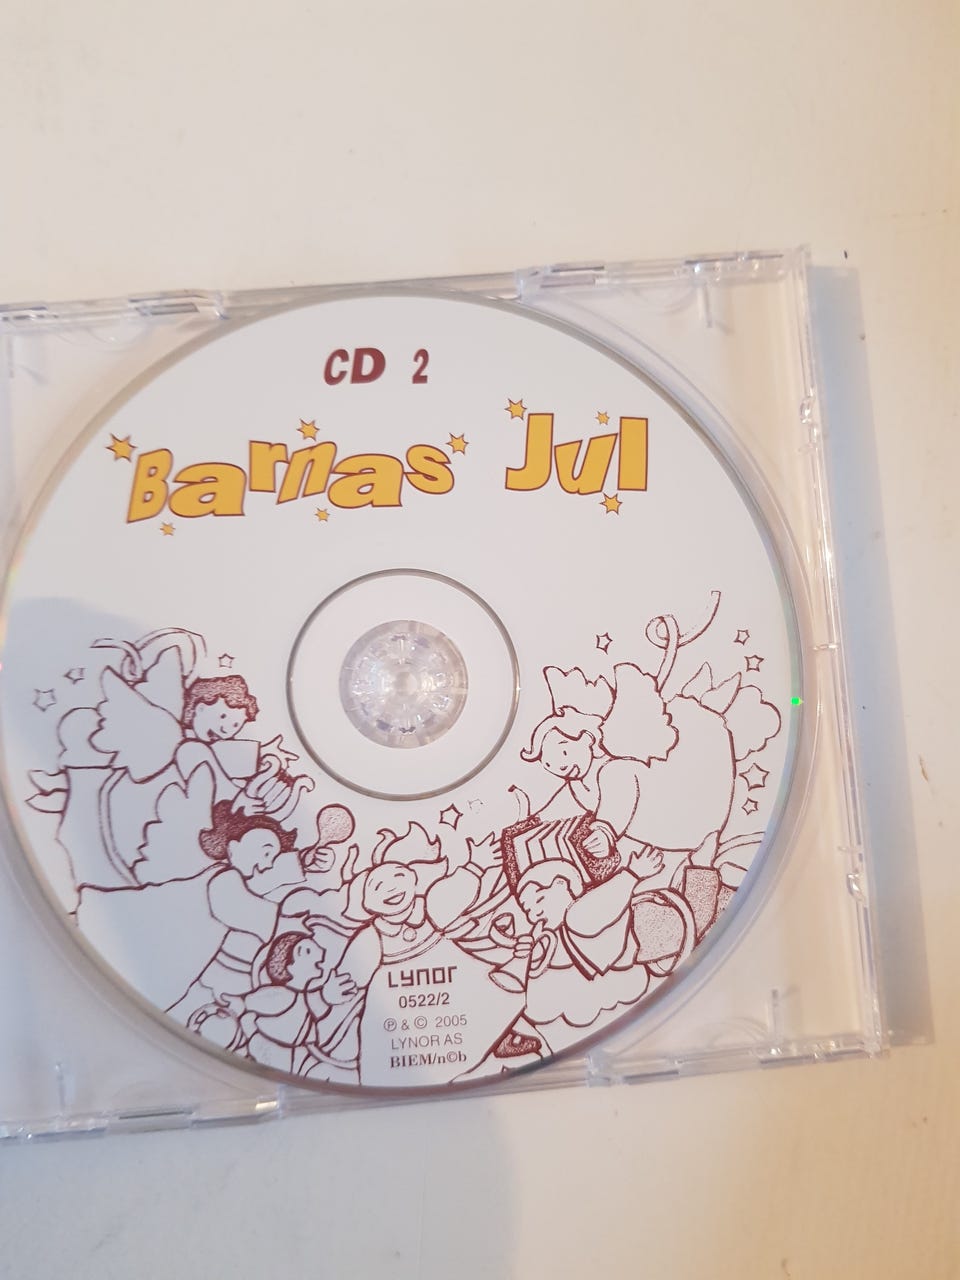 CD 2
Barnas Jul
LYNOR
0522/2
℗ & © 2005
LYNOR AS
BIEM/n©b